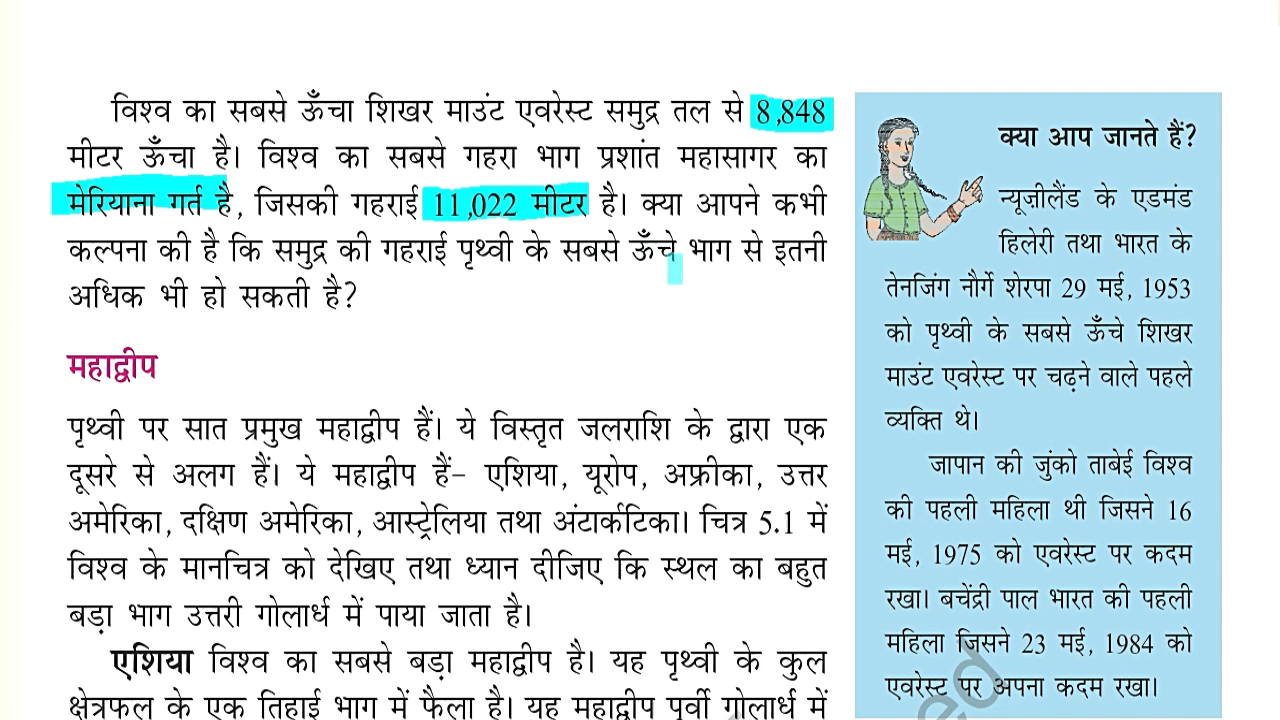 विश्व का सबसे ऊँचा शिखर माउंट एवरेस्ट समुद्र तल से 8,848
मीटर ऊँचा है। विश्व का सबसे गहरा भाग प्रशांत महासागर का
मेरियाना गर्त है, जिसकी गहराई 11,022 मीटर है। क्या आपने कभी
कल्पना की है कि समुद्र की गहराई पृथ्वी के सबसे ऊँचे भाग से इतनी
अधिक भी हो सकती है?
महाद्वीप
पृथ्वी पर सात प्रमुख महाद्वीप हैं। ये विस्तृत जलराशि के द्वारा एक
दूसरे से अलग हैं। ये महाद्वीप हैं– एशिया, यूरोप, अफ्रीका, उत्तर
अमेरिका, दक्षिण अमेरिका, आस्ट्रेलिया तथा अंटार्कटिका। चित्र 5.1 में
विश्व के मानचित्र को देखिए तथा ध्यान दीजिए कि स्थल का बहुत
बड़ा भाग उत्तरी गोलार्ध में पाया जाता है।
एशिया विश्व का सबसे बड़ा महाद्वीप है। यह पृथ्वी के कुल
क्षेत्रफल के एक तिहाई भाग में फैला है। यह महाद्वीप पूर्वी गोलार्ध में
क्या आप जानते हैं?
न्यूज़ीलैंड के एडमंड
हिलेरी तथा भारत के
तेनजिंग नौर्गे शेरपा 29 मई, 1953
को पृथ्वी के सबसे ऊँचे शिखर
माउंट एवरेस्ट पर चढ़ने वाले पहले
व्यक्ति थे।
जापान की जुंको ताबेई विश्व
की पहली महिला थी जिसने 16
मई, 1975 को एवरेस्ट पर कदम
रखा। बचेंद्री पाल भारत की पहली
महिला जिसने 23 मई, 1984 को
एवरेस्ट पर अपना कदम रखा।